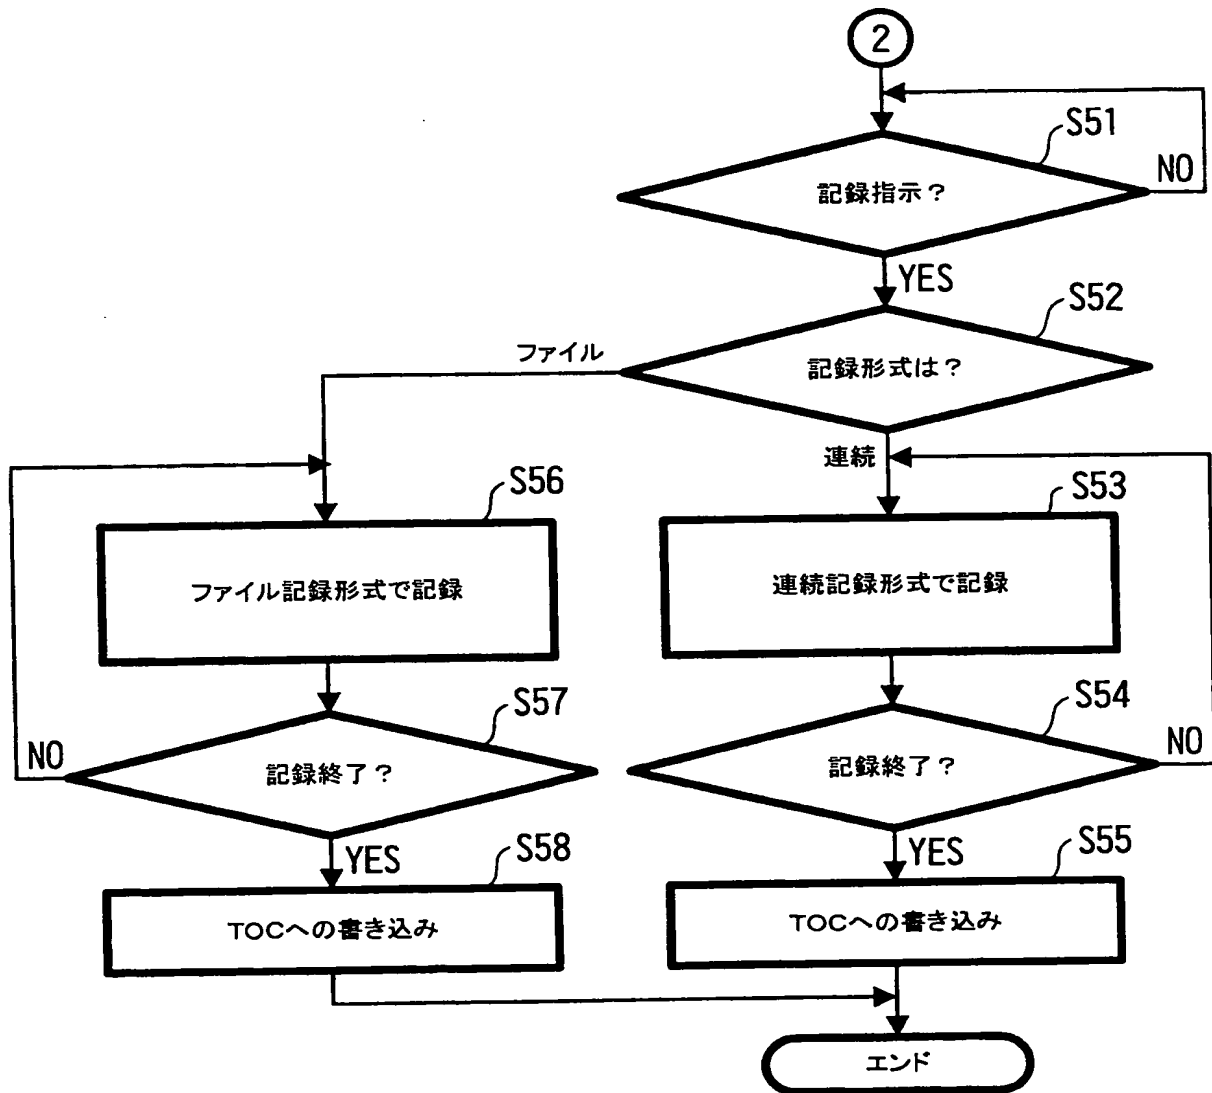 2
S51
記録指示？
NO
YES
S52
記録形式は？
ファイル
連続
S56
ファイル記録形式で記録
S53
連続記録形式で記録
S57
記録終了？
NO
S54
記録終了？
NO
YES
S58
TOCへの書き込み
YES
S55
TOCへの書き込み
エンド